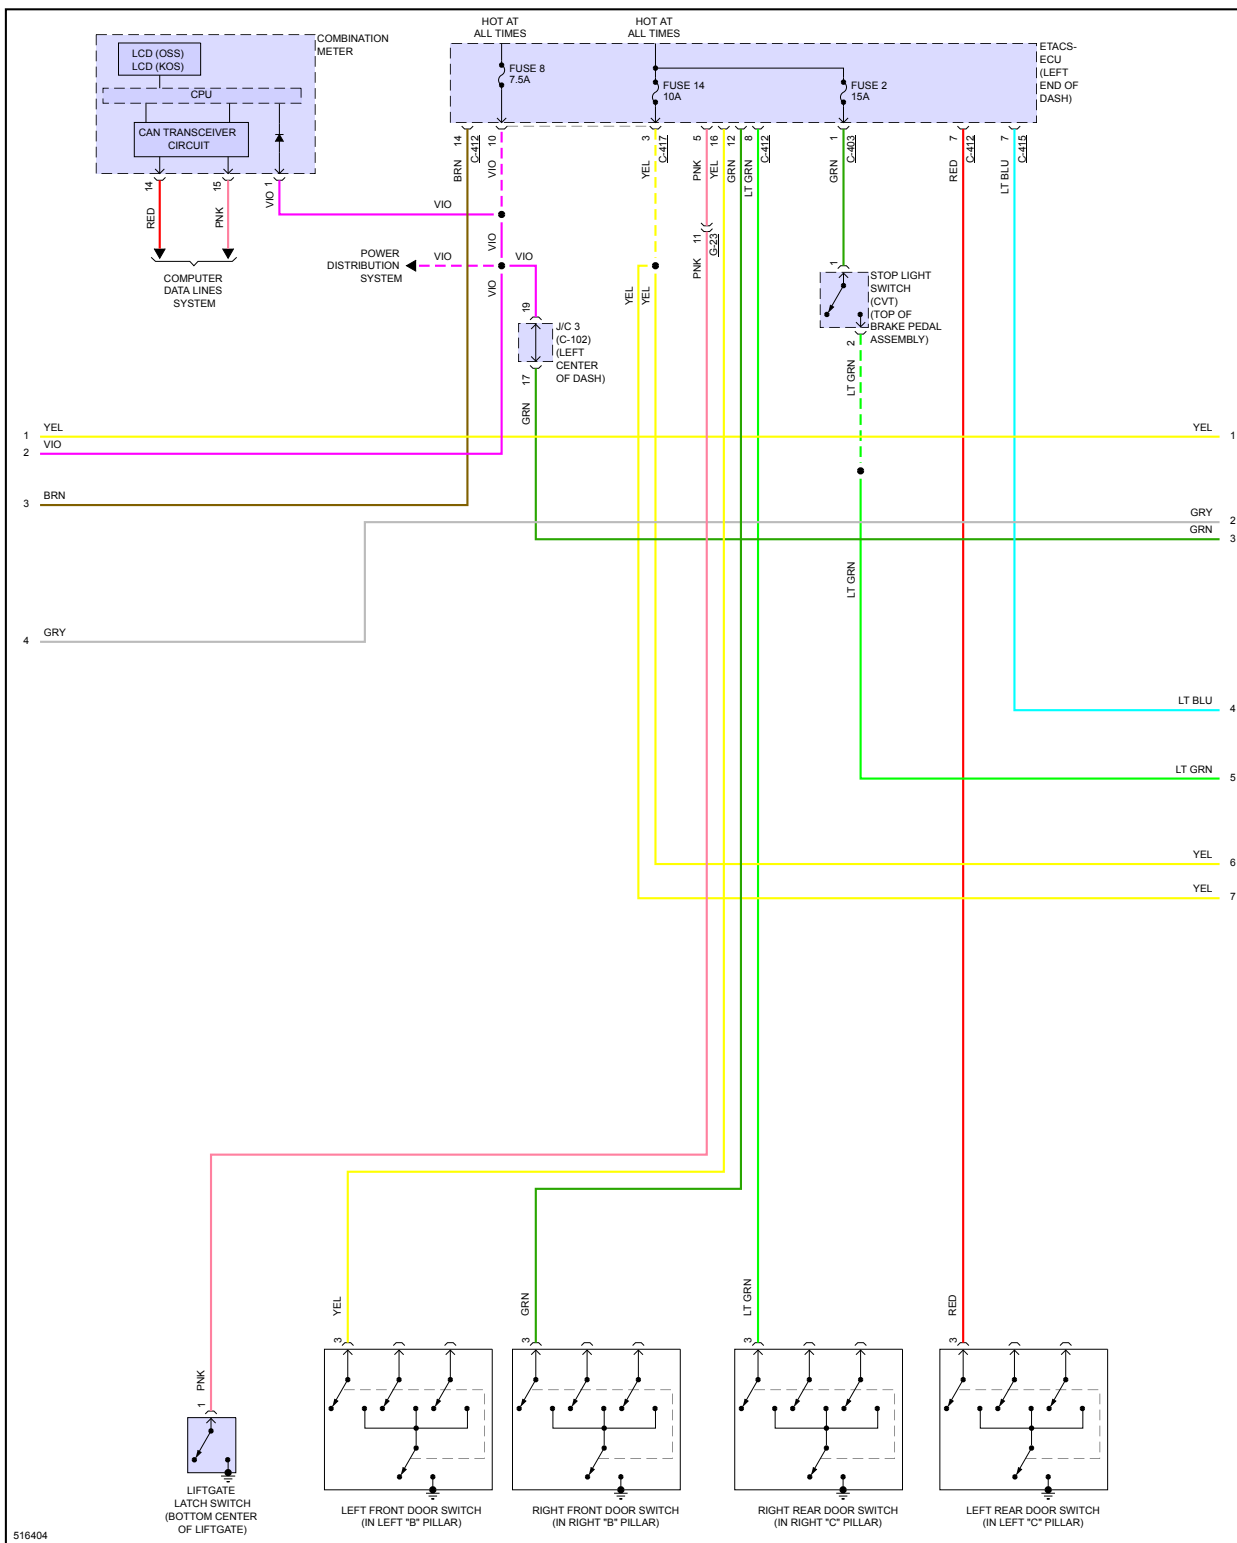 HOT AT
ALL TIMES
HOT AT
ALL TIMES
COMBINATION
METER
LCD (OSS)
LCD (KOS)
CPU
CAN TRANSCEIVER
CIRCUIT
FUSE 8
7.5A
FUSE 14
10A
FUSE 2
15A
ETACS-
ECU
(LEFT
END OF
DASH)
14
15
VIO 1
RED
PNK
COMPUTER
DATA LINES
SYSTEM
14
C-412
10
3
C-417
5
16
12
8
C-412
1
C-403
7
C-412
7
C-415
BRN
VIO
YEL
PNK
YEL
GRN
LT GRN
GRN
RED
LT BLU
VIO
VIO
11
G-23
PNK
POWER
DISTRIBUTION
SYSTEM
VIO
VIO
VIO
YEL
YEL
1
STOP LIGHT
SWITCH
(CVT)
(TOP OF
BRAKE PEDAL
ASSEMBLY)
2
LT GRN
19
J/C 3
(C-102)
(LEFT
CENTER
OF DASH)
17
GRN
1 YEL
YEL 1
2 VIO
3 BRN
GRY 2
GRN 3
LT GRN
4 GRY
LT BLU 4
LT GRN 5
YEL 6
YEL 7
YEL
GRN
LT GRN
RED
3
3
3
3
PNK
1
LIFTGATE
LATCH SWITCH
(BOTTOM CENTER
OF LIFTGATE)
LEFT FRONT DOOR SWITCH
(IN LEFT "B" PILLAR)
RIGHT FRONT DOOR SWITCH
(IN RIGHT "B" PILLAR)
RIGHT REAR DOOR SWITCH
(IN RIGHT "C" PILLAR)
LEFT REAR DOOR SWITCH
(IN LEFT "C" PILLAR)
516404